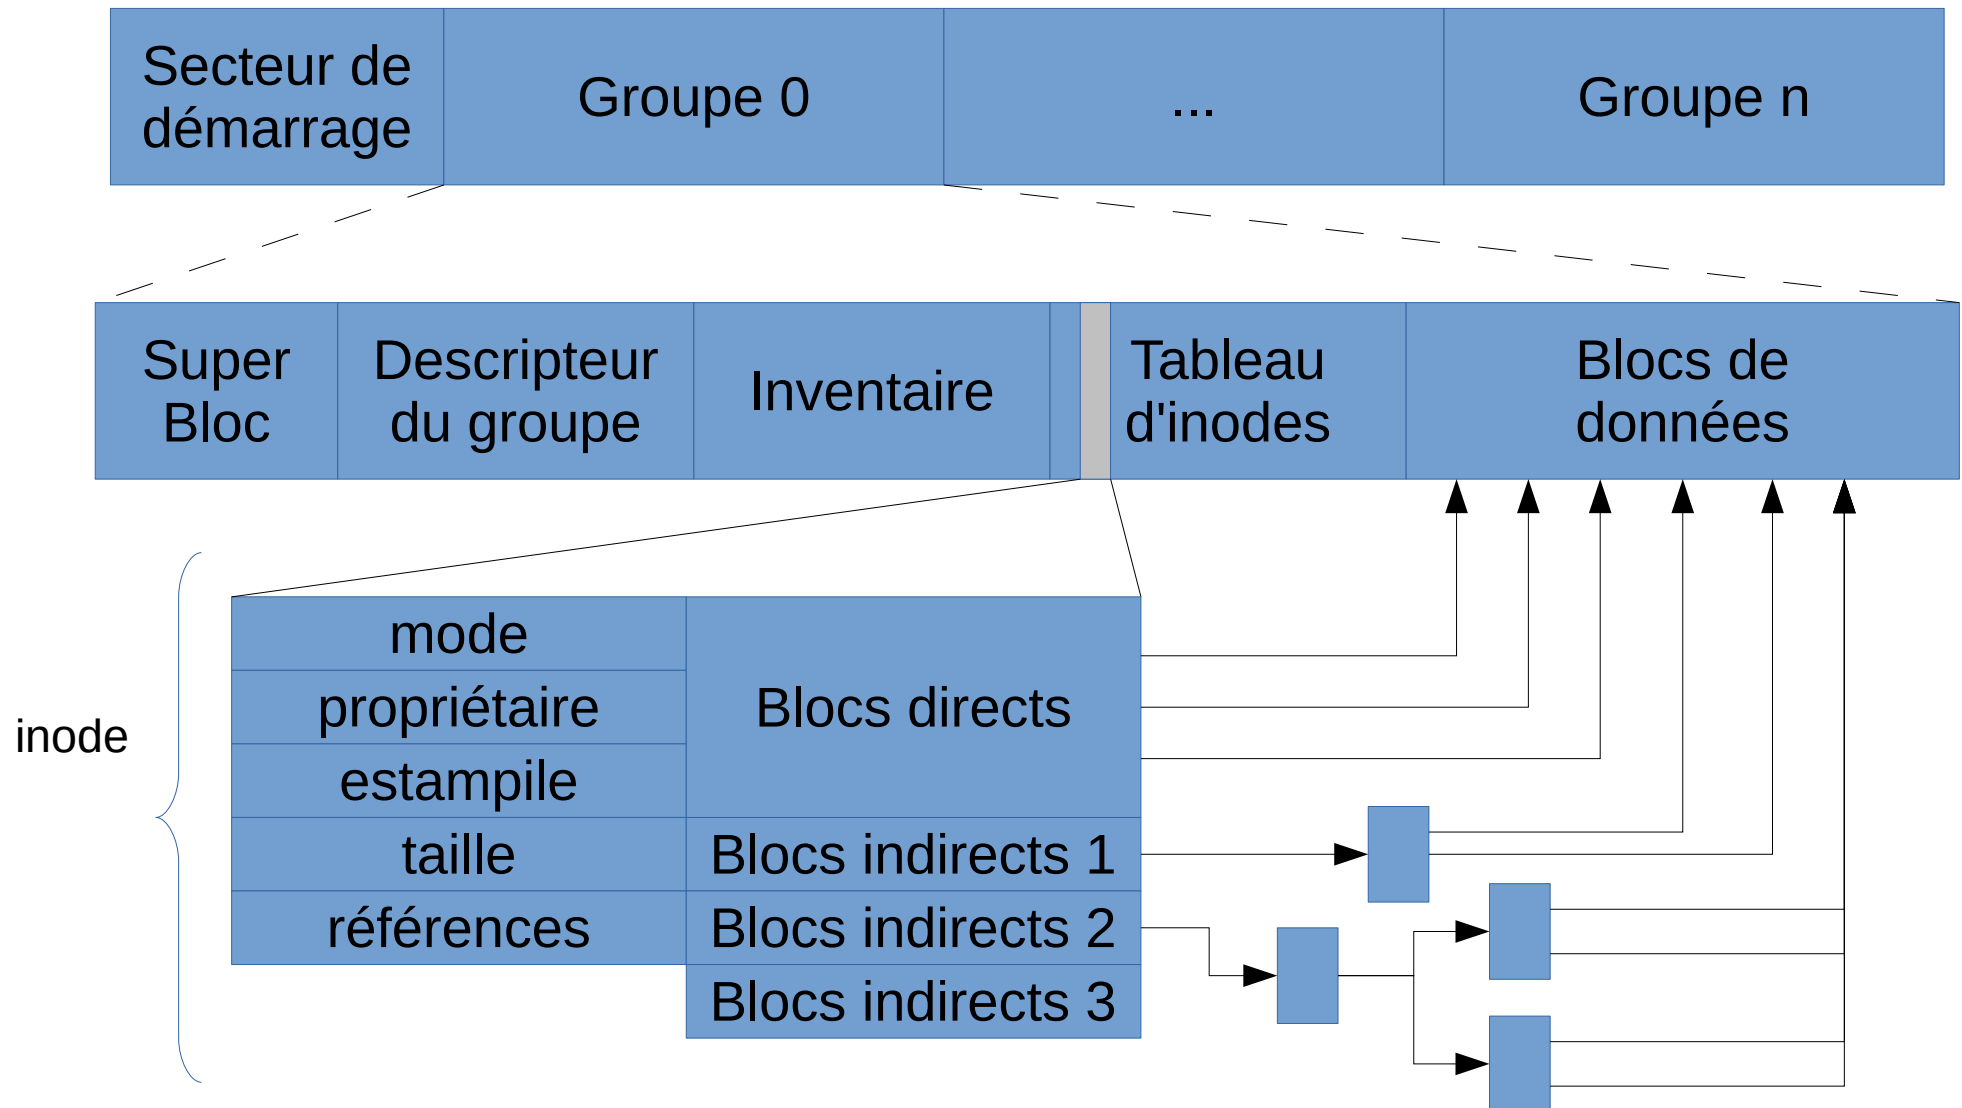 Secteur de
démarrage
Groupe 0
...
Groupe n
Super
Bloc
Descripteur
du groupe
Inventaire
Tableau
d'inodes
Blocs de
données
inode
mode
propriétaire
estampile
taille
références
Blocs directs
Blocs indirects 1
Blocs indirects 2
Blocs indirects 3